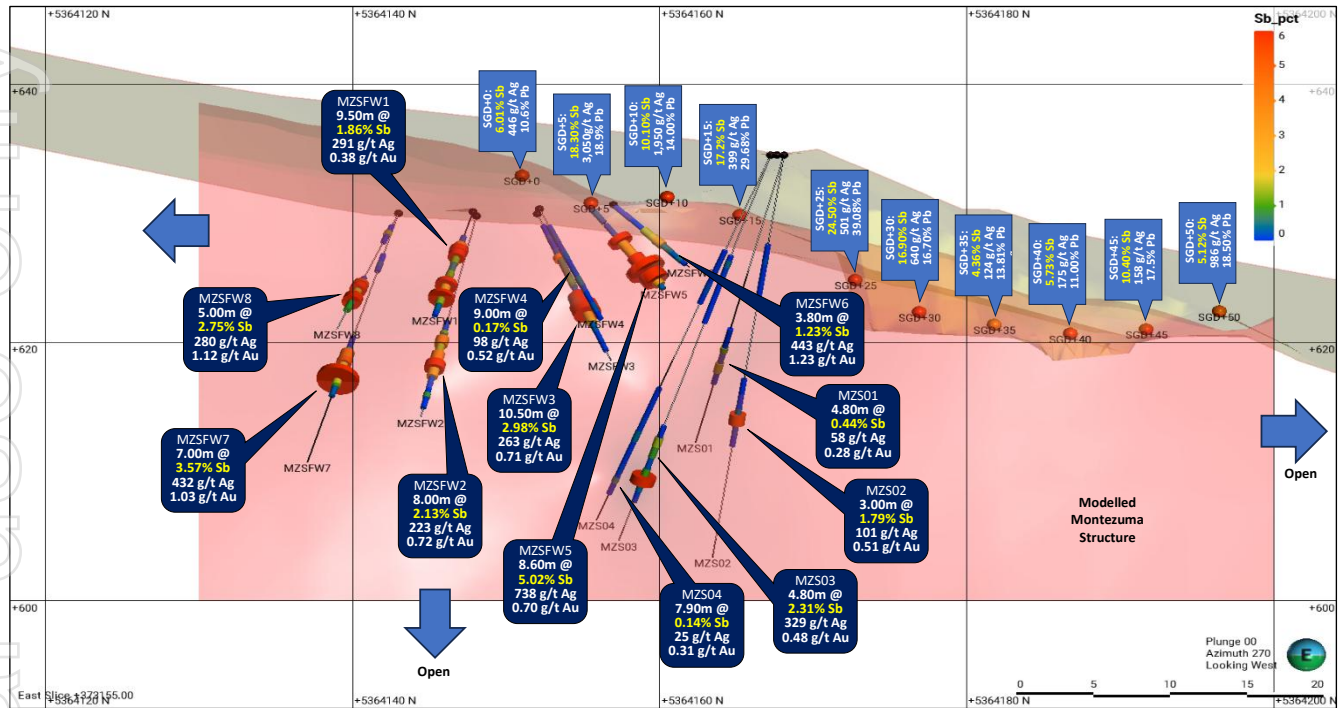 +5364120 N
+5364140 N
+5364160 N
+5364180 N
+5364200 N
Sb_pct
6
5
4
3
2
1
0
+640
+640
+620
+620
+600
+600
MZSFW1
9.50m @
1.86% Sb
291 g/t Ag
0.38 g/t Au
SGD+0:
6.01% Sb
446 g/t Ag
10.6% Pb
SGD+5:
18.30% Sb
3,050g/t Ag
18.9% Pb
SGD+10:
10.10% Sb
1,950 g/t Ag
14.00% Pb
SGD+15:
17.2% Sb
399 g/t Ag
29.68% Pb
SGD+25:
24.50% Sb
501 g/t Ag
39.08% Pb
SGD+30:
16.90% Sb
640 g/t Ag
16.70% Pb
SGD+35:
4.36% Sb
124 g/t Ag
13.81% Pb
SGD+40:
5.73% Sb
175 g/t Ag
11.00% Pb
SGD+45:
10.40% Sb
158 g/t Ag
17.5% Pb
SGD+50:
5.12% Sb
986 g/t Ag
18.50% Pb
SGD+0
SGD+5
SGD+10
SGD+15
SGD+25
SGD+30
SGD+35
SGD+40
SGD+45
SGD+50
MZSFW8
5.00m @
2.75% Sb
280 g/t Ag
1.12 g/t Au
MZSFW4
9.00m @
0.17% Sb
98 g/t Ag
0.52 g/t Au
MZSFW6
3.80m @
1.23% Sb
443 g/t Ag
1.23 g/t Au
MZSFW8
MZSFW1
MZSFW4
MZSFW3
MZSFW5
MZSFW2
MZSFW7
MZS01
MZS04
MZS03
MZS02
MZSFW7
7.00m @
3.57% Sb
432 g/t Ag
1.03 g/t Au
MZSFW2
8.00m @
2.13% Sb
223 g/t Ag
0.72 g/t Au
MZSFW3
10.50m @
2.98% Sb
263 g/t Ag
0.71 g/t Au
MZSFW5
8.60m @
5.02% Sb
738 g/t Ag
0.70 g/t Au
MZS01
4.80m @
0.44% Sb
58 g/t Ag
0.28 g/t Au
MZS02
3.00m @
1.79% Sb
101 g/t Ag
0.51 g/t Au
MZS04
7.90m @
0.14% Sb
25 g/t Ag
0.31 g/t Au
MZS03
4.80m @
2.31% Sb
329 g/t Ag
0.48 g/t Au
Modelled
Montezuma
Structure
Open
Open
Plunge 00
Azimuth 270
Looking West
E
0 5 10 15 20
East Slice +373155.00
+5364120 N
+5364140 N
+5364160 N
+5364180 N
+5364200 N